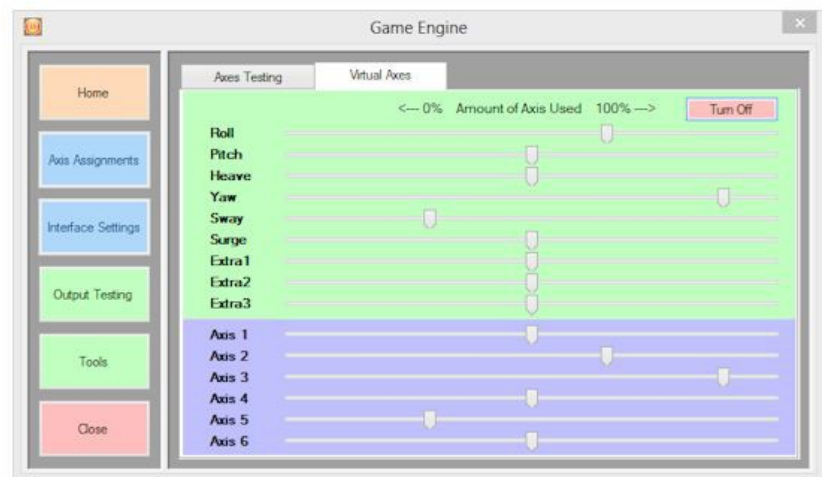 Game Engine
Home
Axis Assignments
Interface Settings
Output Testing
Tools
Close
Axes Testing
Virtual Axes
<--- 0% Amount of Axis Used 100% --->
Turn Off
Roll
Pitch
Heave
Yaw
Sway
Surge
Extra1
Extra2
Extra3
Axis 1
Axis 2
Axis 3
Axis 4
Axis 5
Axis 6